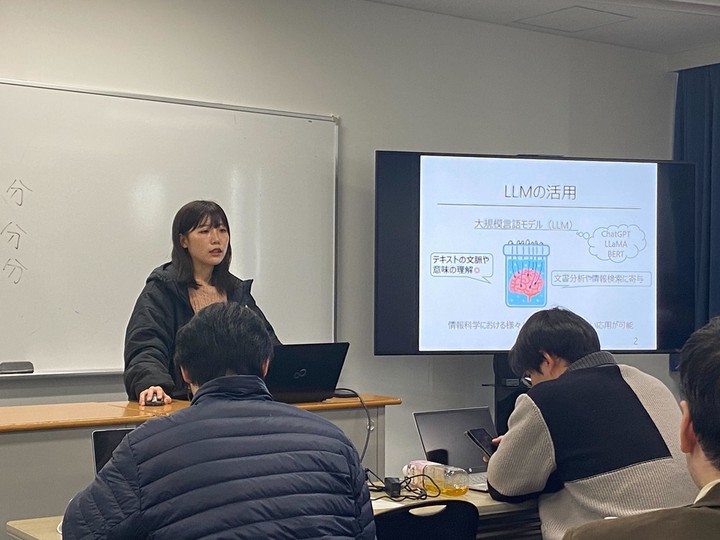 分
分
分
LLMの活用
大規模言語モデル（LLM）
ChatGPT
LLaMA
BERT
テキストの文脈や
意味の理解○
文書分析や情報検索に寄与
情報科学における様々
応用が可能
2